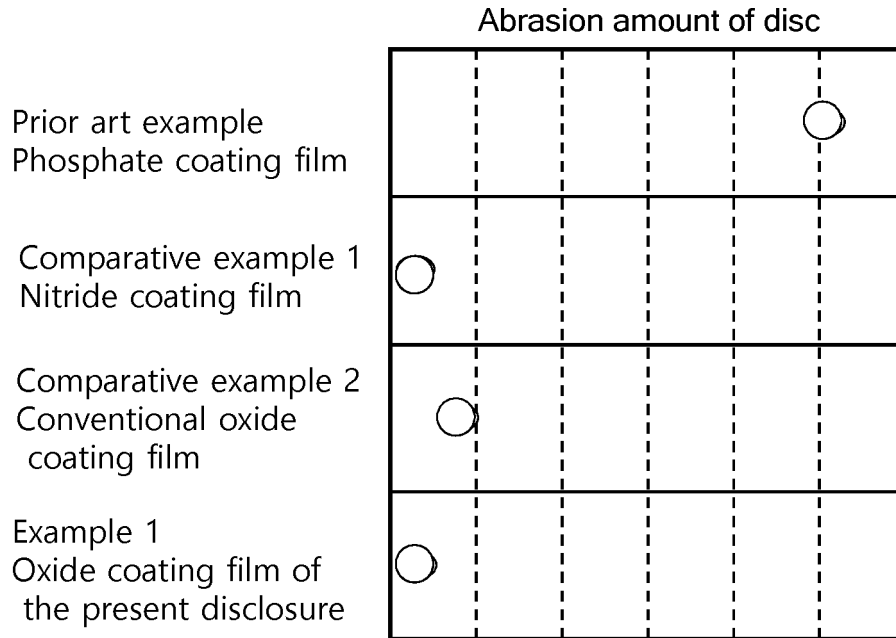 Abrasion amount of disc
Prior art example
Phosphate coating film
Comparative example 1
Nitride coating film
Comparative example 2
Conventional oxide
coating film
Example 1
Oxide coating film of
the present disclosure